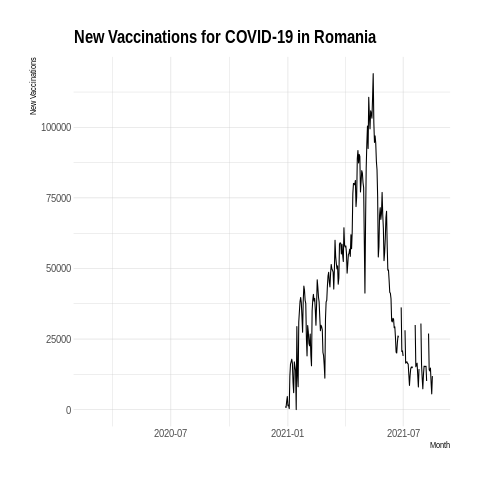 New Vaccinations for COVID-19 in Romania
New Vaccinations
100000
75000
50000
25000
0
2020-07
2021-01
2021-07
Month